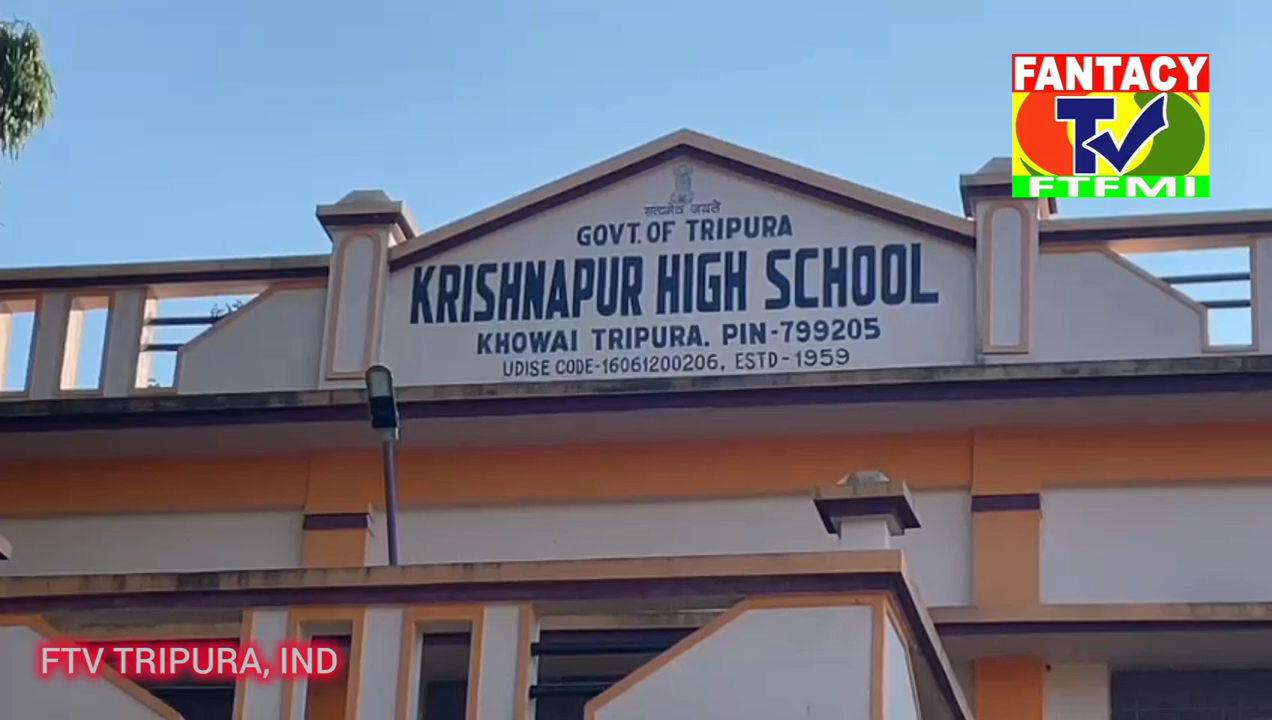 FANTACY
TV
FTFMI
सत्यमेव जयते
GOVT. OF TRIPURA
KRISHNAPUR HIGH SCHOOL
KHOWAI TRIPURA. PIN-799205
UDISE CODE-16061200206, ESTD-1959
FTV TRIPURA, IND